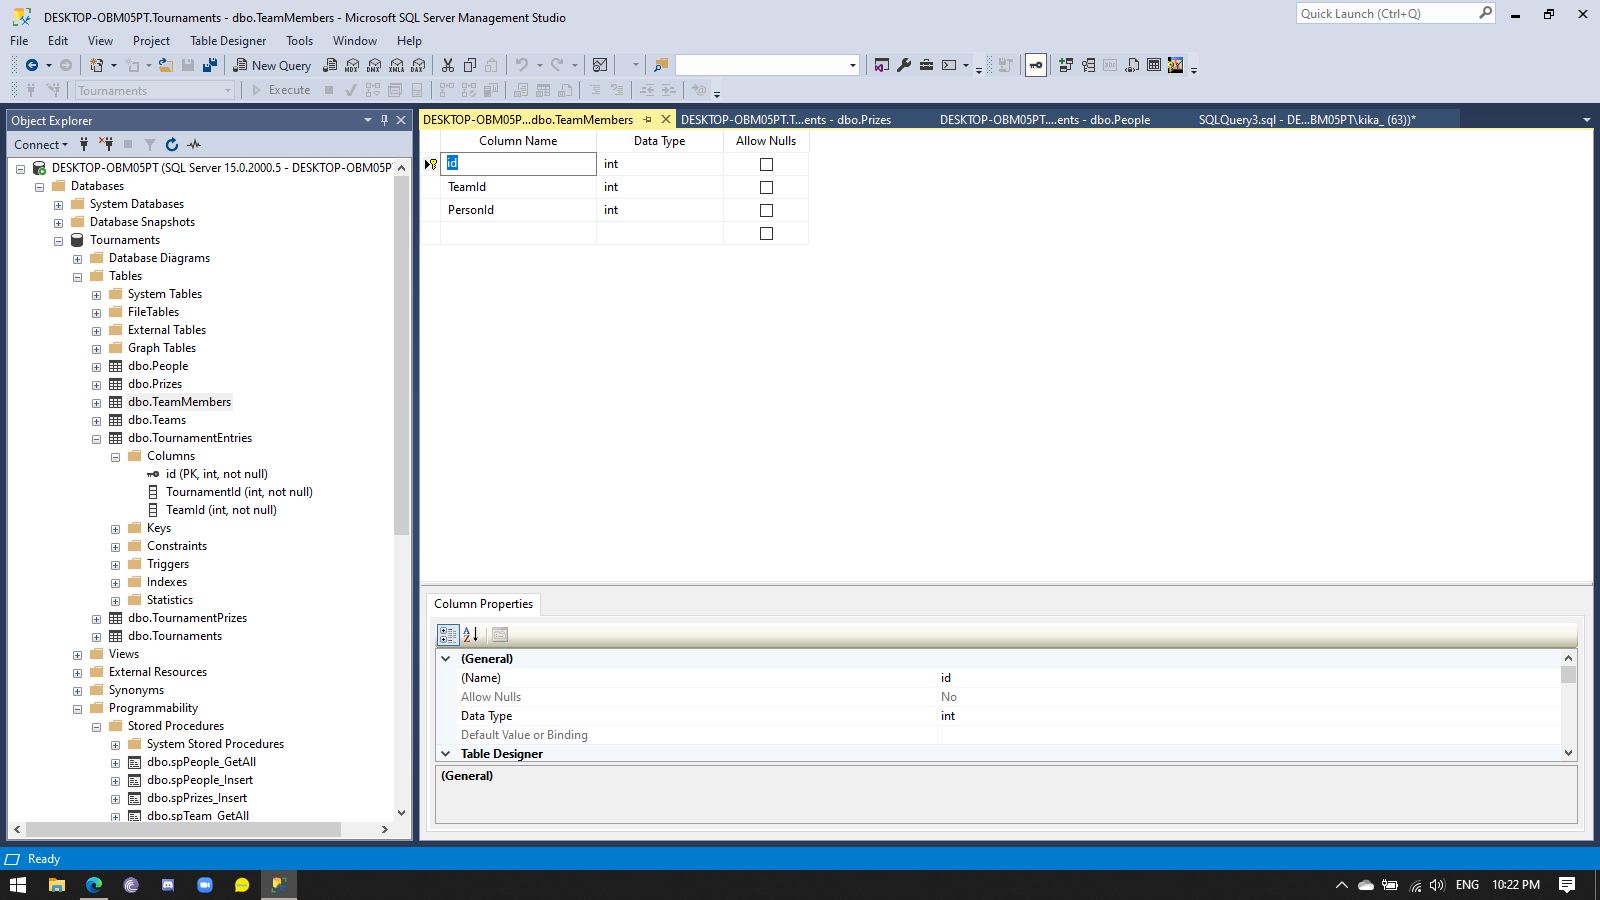 DESKTOP-OBM05PT.Tournaments - dbo.TeamMembers - Microsoft SQL Server Management Studio
Quick Launch (Ctrl+Q)
File Edit View Project Table Designer Tools Window Help
New Query MDX DMX XMLA DAX
Tournaments Execute
Object Explorer
DESKTOP-OBM05P...dbo.TeamMembers DESKTOP-OBM05PT.T...ents - dbo.Prizes DESKTOP-OBM05PT....ents - dbo.People SQLQuery3.sql - DE...BM05PT\kika_ (63))*
Connect
DESKTOP-OBM05PT (SQL Server 15.0.2000.5 - DESKTOP-OBM05P
Databases
System Databases
Database Snapshots
Tournaments
Database Diagrams
Tables
System Tables
FileTables
External Tables
Graph Tables
dbo.People
dbo.Prizes
dbo.TeamMembers
dbo.Teams
dbo.TournamentEntries
Columns
id (PK, int, not null)
TournamentId (int, not null)
TeamId (int, not null)
Keys
Constraints
Triggers
Indexes
Statistics
dbo.TournamentPrizes
dbo.Tournaments
Views
External Resources
Synonyms
Programmability
Stored Procedures
System Stored Procedures
dbo.spPeople_GetAll
dbo.spPeople_Insert
dbo.spPrizes_Insert
dbo.spTeam_GetAll
Column Name Data Type Allow Nulls
id int
TeamId int
PersonId int
Column Properties
(General)
(Name) id
Allow Nulls No
Data Type int
Default Value or Binding
Table Designer
(General)
Ready
ENG 10:22 PM